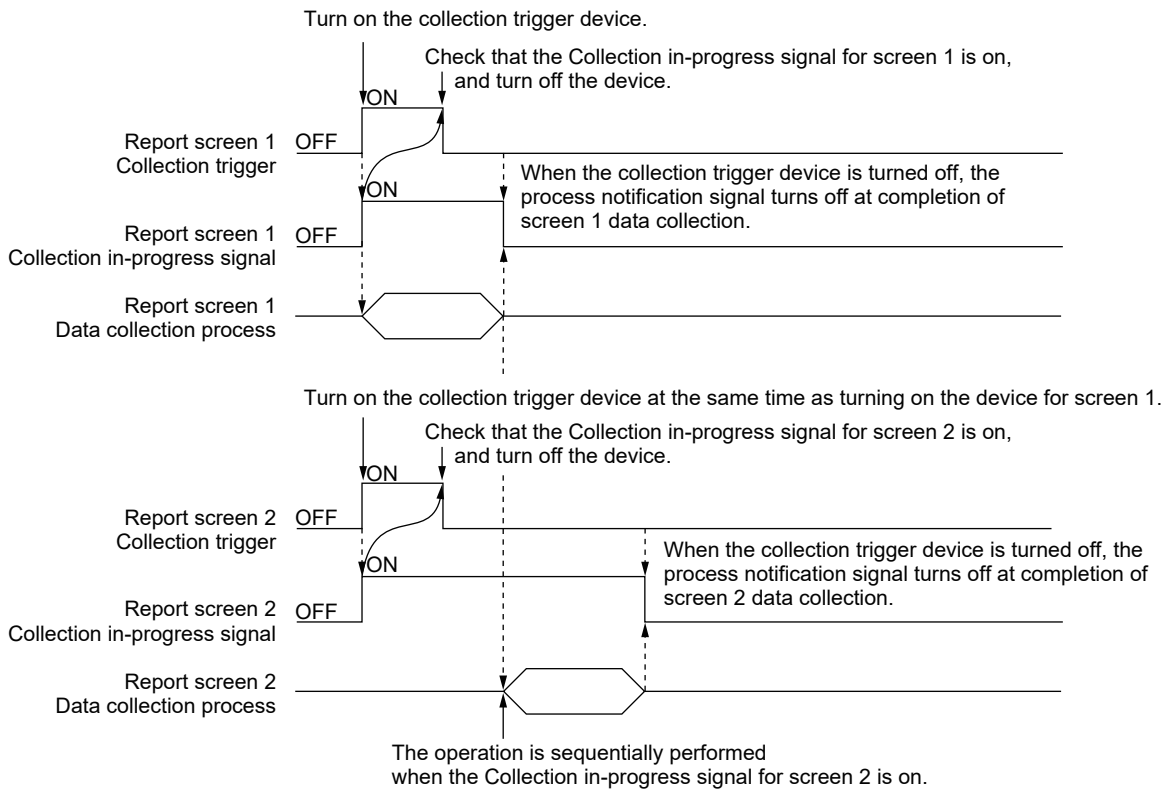 Turn on the collection trigger device.
Check that the Collection in-progress signal for screen 1 is on,
and turn off the device.
ON
Report screen 1
Collection trigger
OFF
When the collection trigger device is turned off, the
process notification signal turns off at completion of
screen 1 data collection.
ON
Report screen 1
Collection in-progress signal
OFF
Report screen 1
Data collection process
Turn on the collection trigger device at the same time as turning on the device for screen 1.
Check that the Collection in-progress signal for screen 2 is on,
and turn off the device.
ON
Report screen 2
Collection trigger
OFF
When the collection trigger device is turned off, the
process notification signal turns off at completion of
screen 2 data collection.
ON
Report screen 2
Collection in-progress signal
OFF
Report screen 2
Data collection process
The operation is sequentially performed
when the Collection in-progress signal for screen 2 is on.